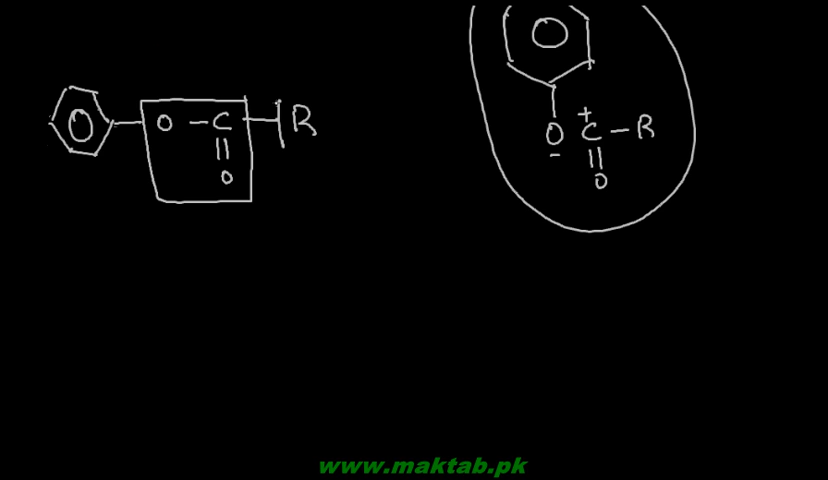 O – C – R
||
O
+
O C – R
– ||
O
www.maktab.pk